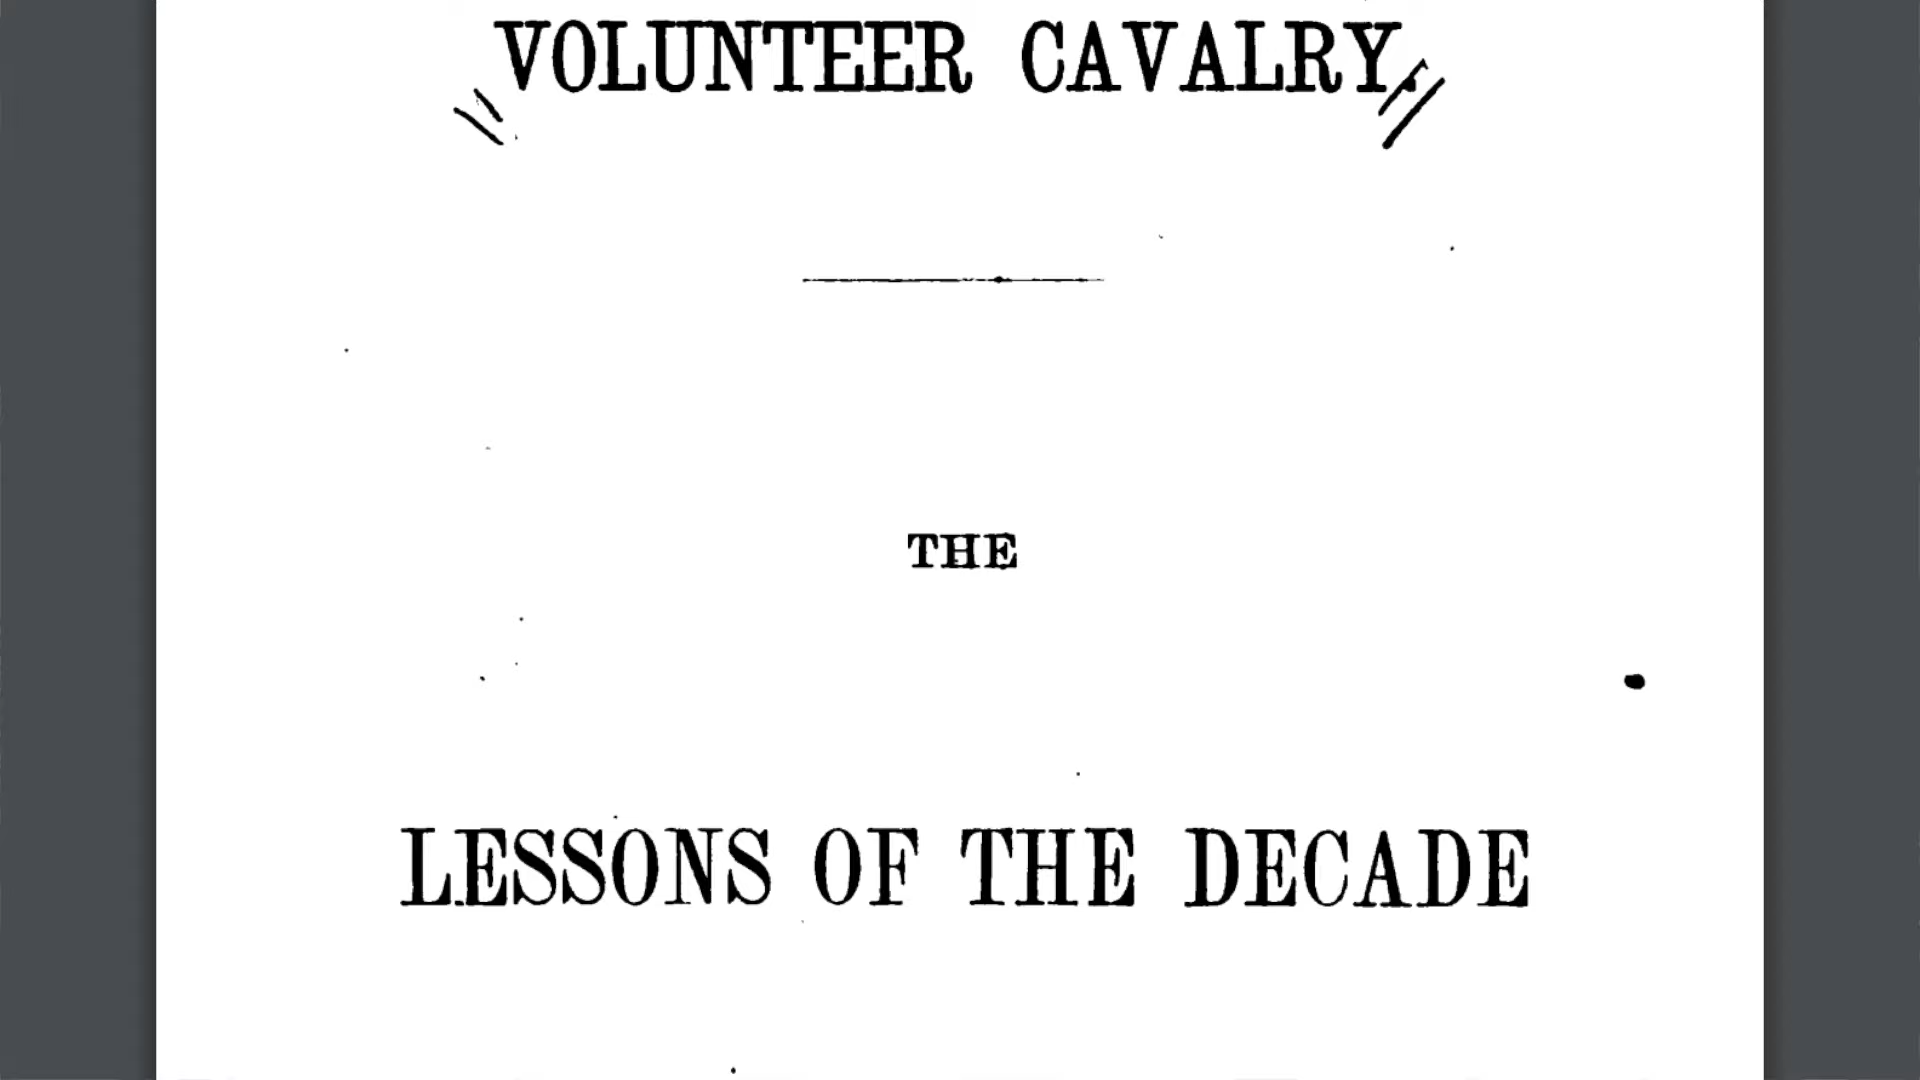 VOLUNTEER CAVALRY,
THE
LESSONS OF THE DECADE